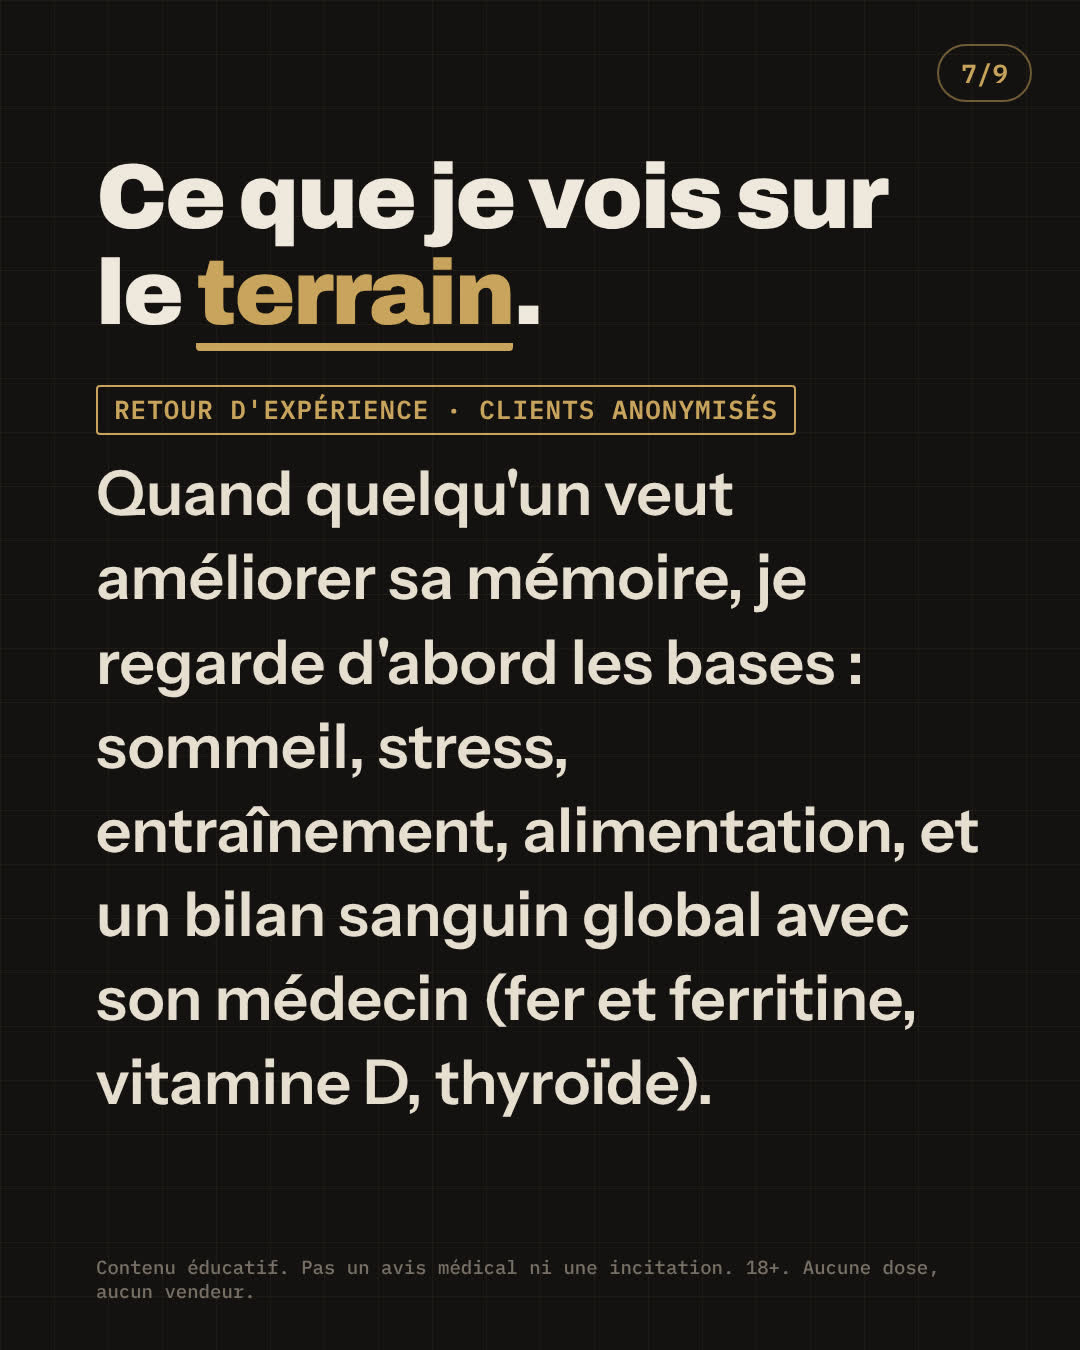 7/9
Ce que je vois sur
le terrain.
RETOUR D'EXPÉRIENCE · CLIENTS ANONYMISÉS
Quand quelqu'un veut
améliorer sa mémoire, je
regarde d'abord les bases :
sommeil, stress,
entraînement, alimentation, et
un bilan sanguin global avec
son médecin (fer et ferritine,
vitamine D, thyroïde).
Contenu éducatif. Pas un avis médical ni une incitation. 18+. Aucune dose,
aucun vendeur.